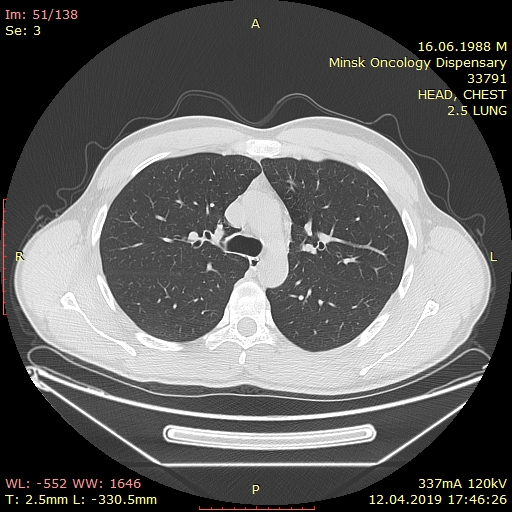 Im: 51/138
Se: 3
A
16.06.1988 M
Minsk Oncology Dispensary
33791
HEAD, CHEST
2.5 LUNG
R
L
WL: -552 WW: 1646
T: 2.5mm L: -330.5mm
P
337mA 120kV
12.04.2019 17:46:26